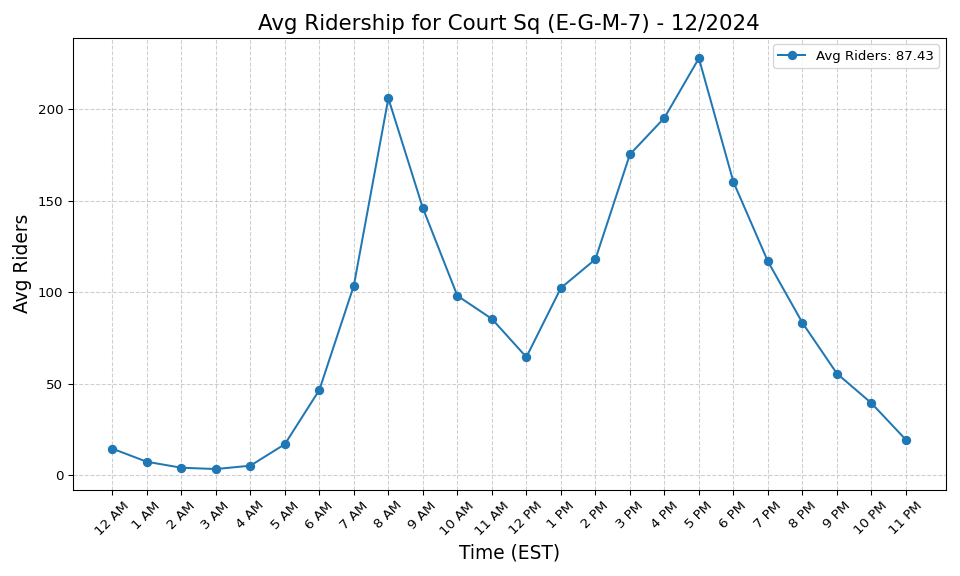 Avg Ridership for Court Sq (E-G-M-7) - 12/2024
Avg Riders: 87.43
Avg Riders
200
150
100
50
0
12 AM
1 AM
2 AM
3 AM
4 AM
5 AM
6 AM
7 AM
8 AM
9 AM
10 AM
11 AM
12 PM
1 PM
2 PM
3 PM
4 PM
5 PM
6 PM
7 PM
8 PM
9 PM
10 PM
11 PM
Time (EST)